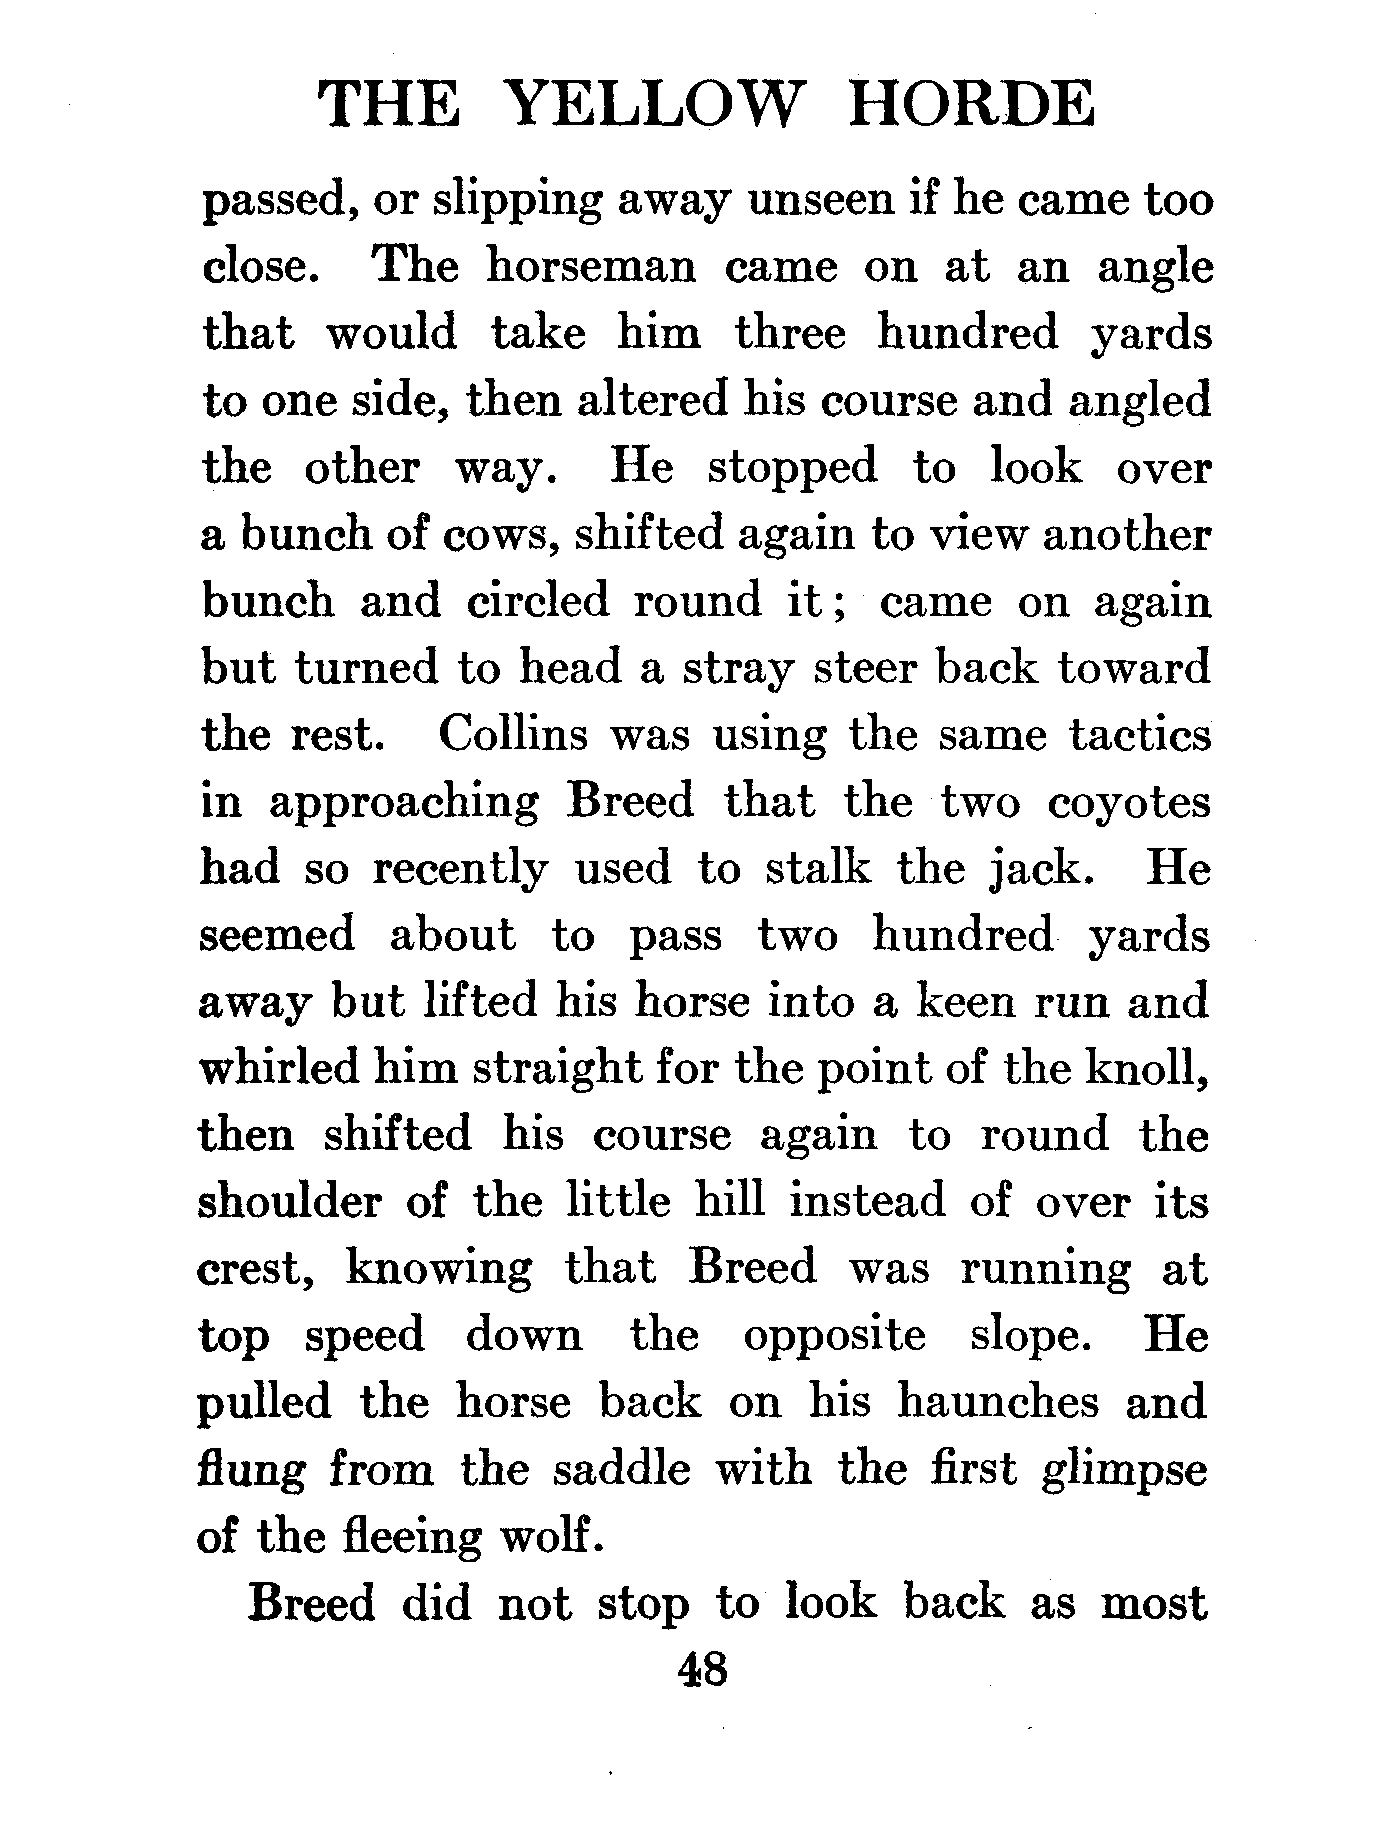 THE YELLOW HORDE
passed, or slipping away unseen if he came too
close. The horseman came on at an angle
that would take him three hundred yards
to one side, then altered his course and angled
the other way. He stopped to look over
a bunch of cows, shifted again to view another
bunch and circled round it; came on again
but turned to head a stray steer back toward
the rest. Collins was using the same tactics
in approaching Breed that the two coyotes
had so recently used to stalk the jack. He
seemed about to pass two hundred yards
away but lifted his horse into a keen run and
whirled him straight for the point of the knoll,
then shifted his course again to round the
shoulder of the little hill instead of over its
crest, knowing that Breed was running at
top speed down the opposite slope. He
pulled the horse back on his haunches and
flung from the saddle with the first glimpse
of the fleeing wolf.
Breed did not stop to look back as most
48